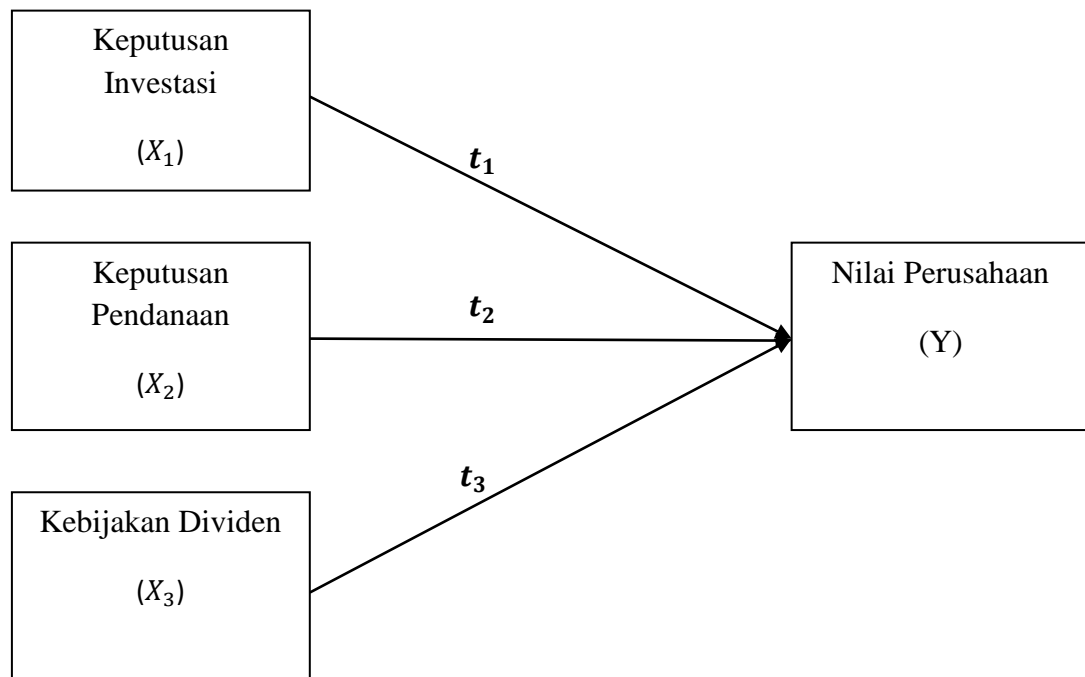 Keputusan
Investasi
(X₁)
t₁
Keputusan
Pendanaan
(X₂)
t₂
Nilai Perusahaan
(Y)
t₃
Kebijakan Dividen
(X₃)